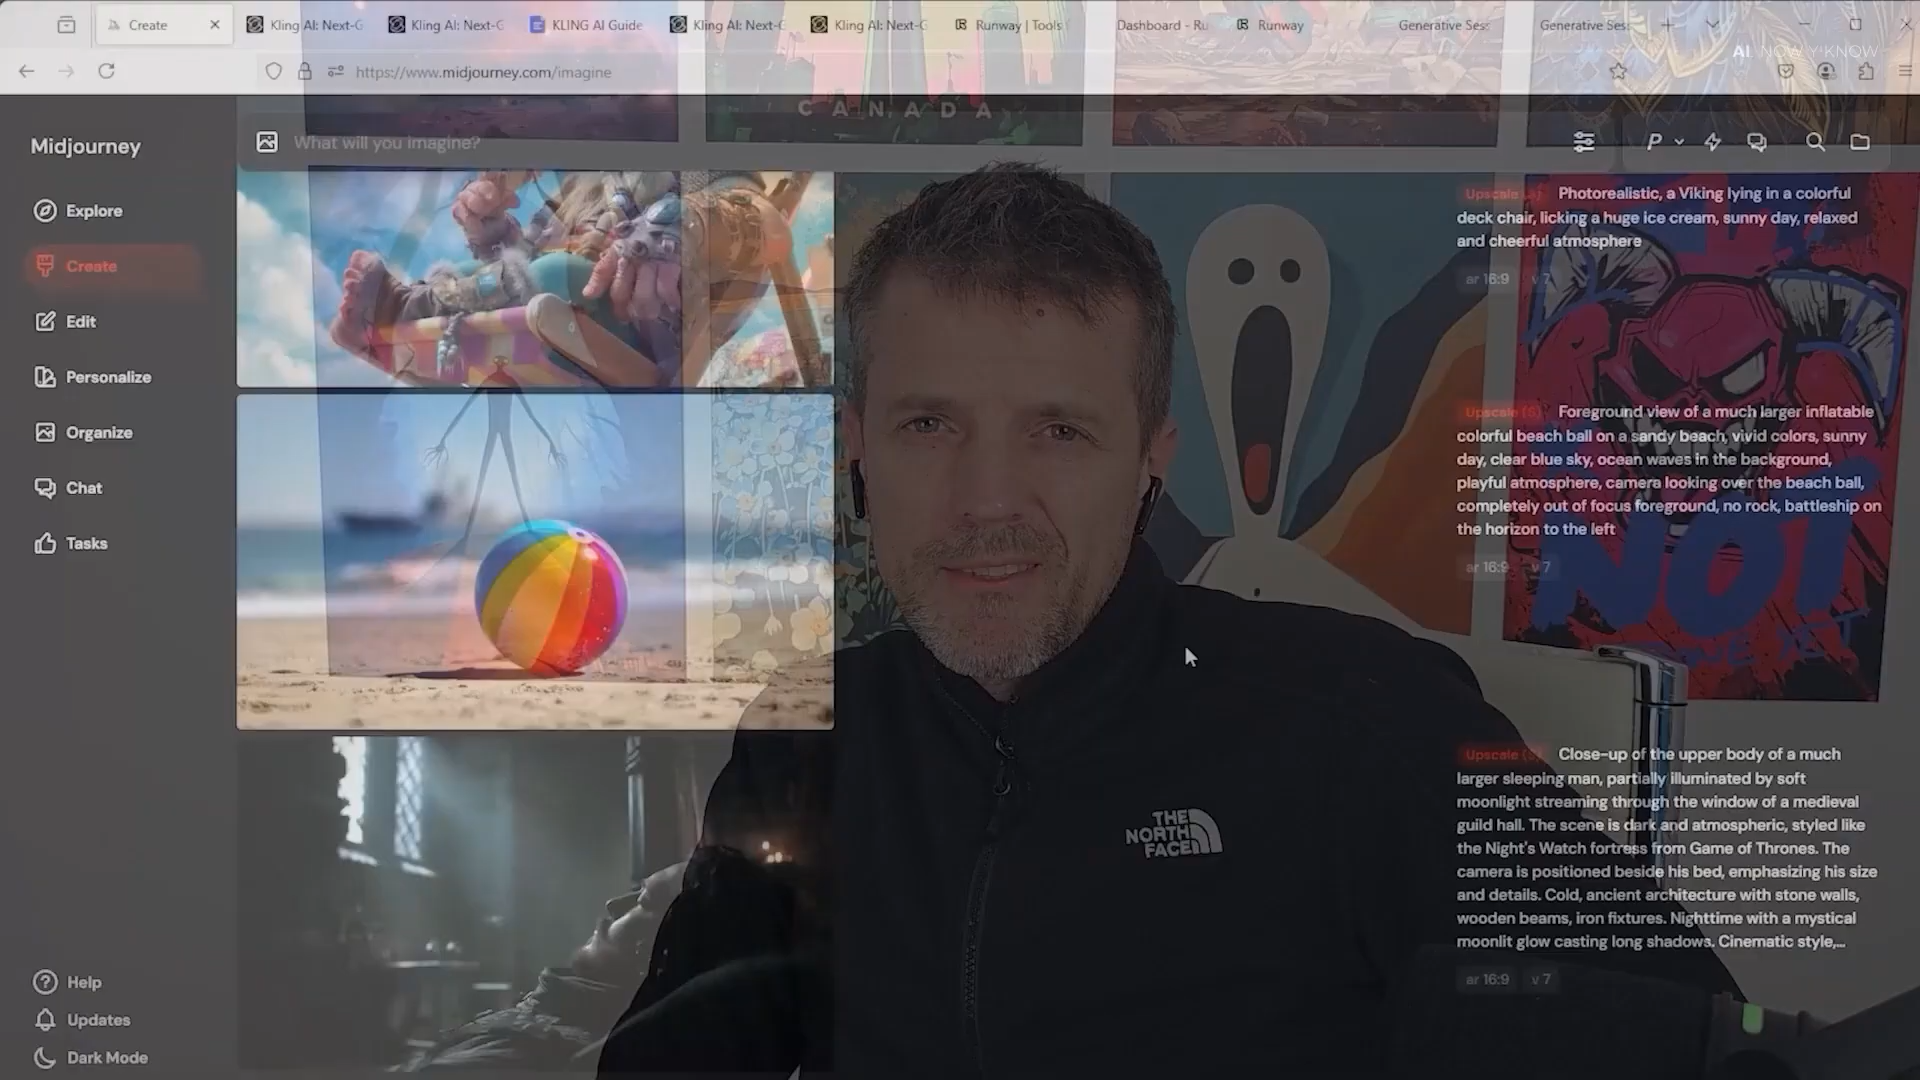 Create
Kling AI: Next-G
Kling AI: Next-G
KLING AI Guide
Kling AI: Next-G
Kling AI: Next-G
Runway | Tools
Dashboard - Ru
Runway
Generative Ses
Generative Ses
AI NOW Y KNOW
https://www.midjourney.com/imagine
CANADA
Midjourney
What will you imagine?
P
Explore
Create
Edit
Personalize
Organize
Chat
Tasks
Help
Updates
Dark Mode
Upscale Photorealistic, a Viking lying in a colorful
deck chair, licking a huge ice cream, sunny day, relaxed
and cheerful atmosphere
ar 16:9 v 7
Upscale (S) Foreground view of a much larger inflatable
colorful beach ball on a sandy beach, vivid colors, sunny
day, clear blue sky, ocean waves in the background,
playful atmosphere, camera looking over the beach ball,
completely out of focus foreground, no rock, battleship on
the horizon to the left
ar 16:9 v 7
NOT
YET
Upscale Close-up of the upper body of a much
larger sleeping man, partially illuminated by soft
moonlight streaming through the window of a medieval
guild hall. The scene is dark and atmospheric, styled like
the Night's Watch fortress from Game of Thrones. The
camera is positioned beside his bed, emphasizing his size
and details. Cold, ancient architecture with stone walls,
wooden beams, iron fixtures. Nighttime with a mystical
moonlit glow casting long shadows. Cinematic style,...
ar 16:9 v 7
THE
NORTH
FACE